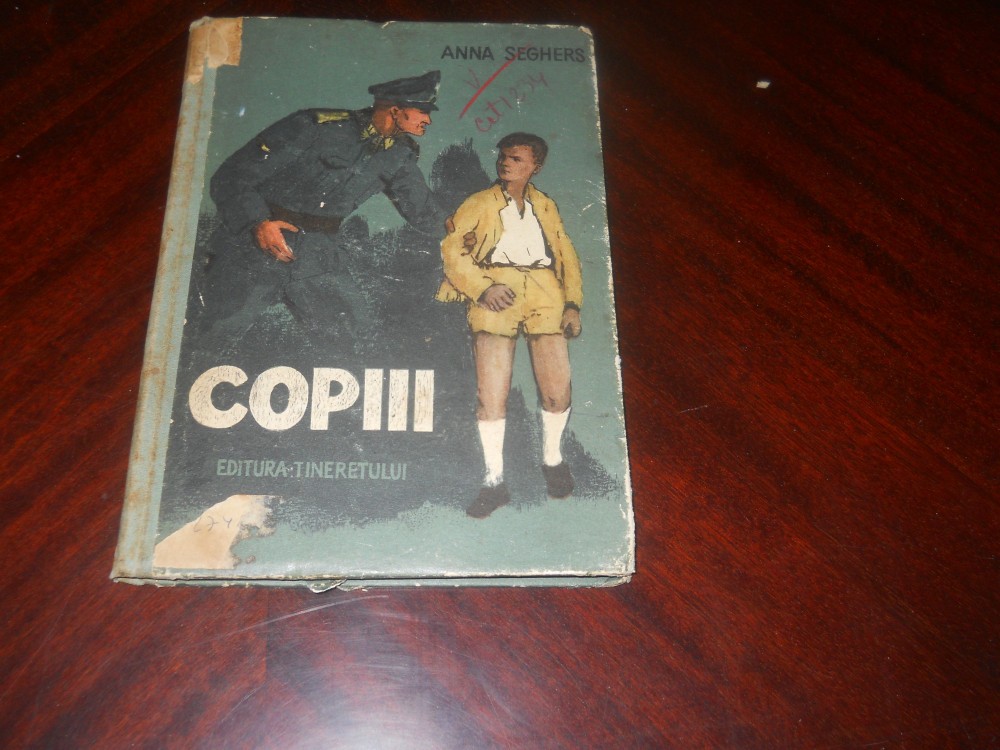 ANNA SEGHERS
V
COPIII
EDITURA TINERETULUI